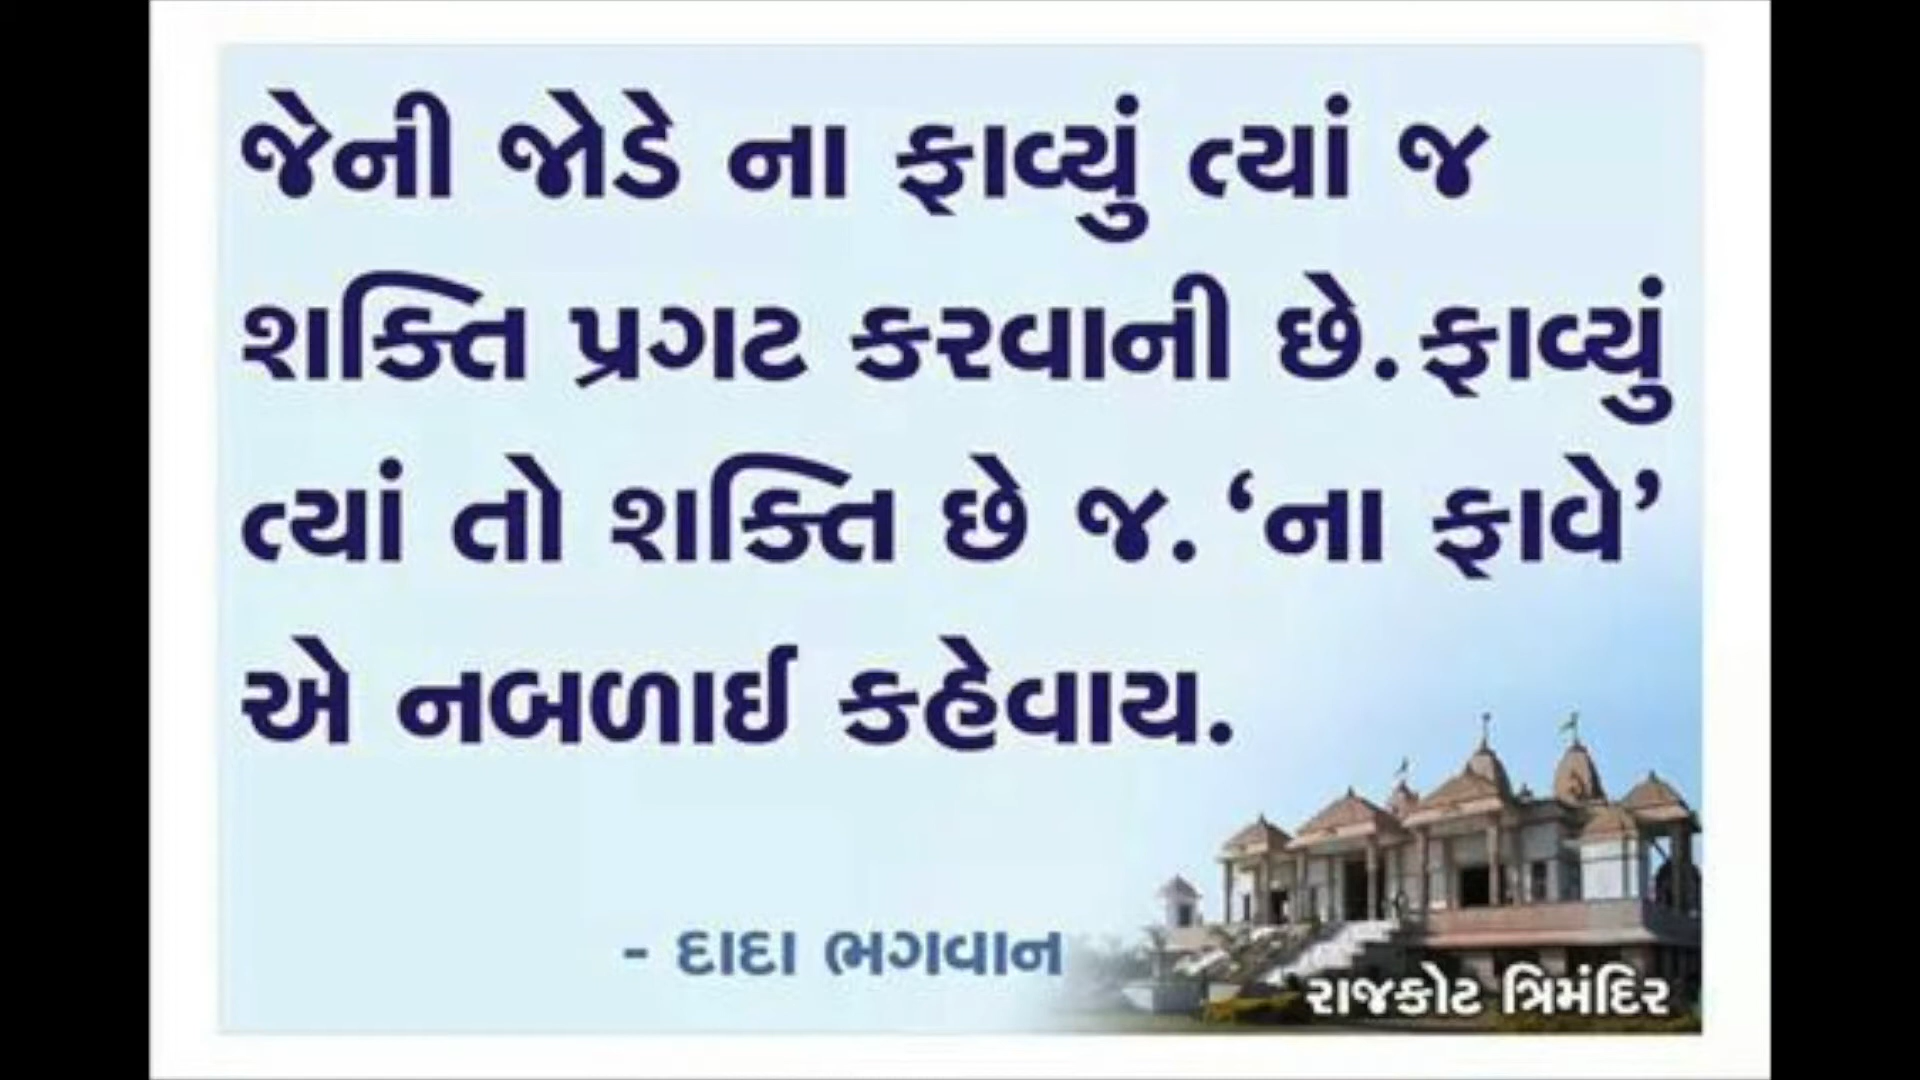 જેની જોડે ના ફાવ્યું ત્યાં જ
શક્તિ પ્રગટ કરવાની છે. ફાવ્યું
ત્યાં તો શક્તિ છે જ. ‘ના ફાવે’
એ નબળાઈ કહેવાય.
- દાદા ભગવાન
રાજકોટ ત્રિમંદિર